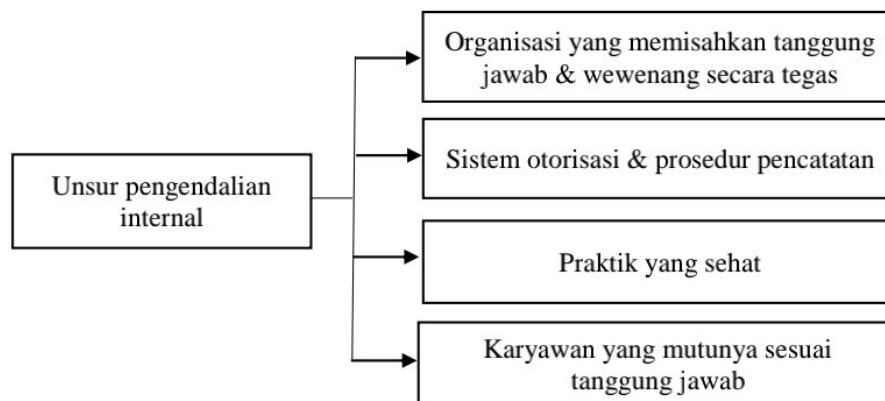 Organisasi yang memisahkan tanggung
jawab & wewenang secara tegas
Sistem otorisasi & prosedur pencatatan
Unsur pengendalian
internal
Praktik yang sehat
Karyawan yang mutunya sesuai
tanggung jawab